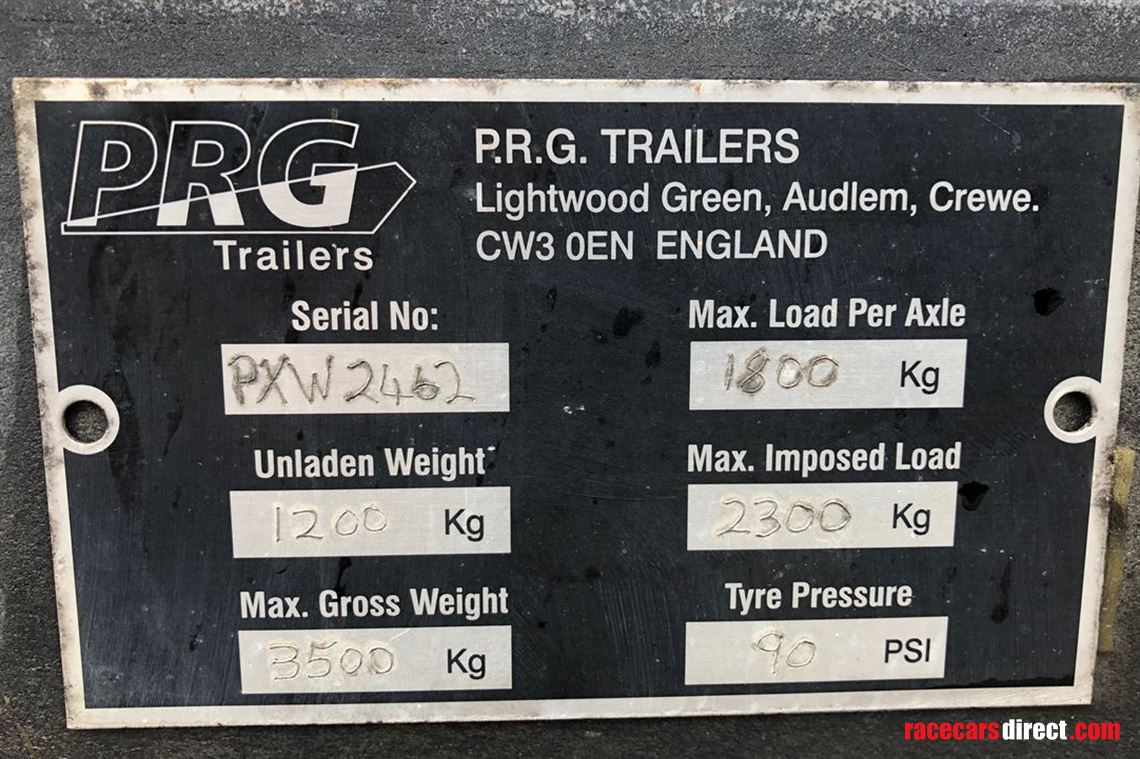 PRG
Trailers
P.R.G. TRAILERS
Lightwood Green, Audlem, Crewe.
CW3 0EN ENGLAND
Serial No:
PXW2462
Max. Load Per Axle
1800 Kg
Unladen Weight
1200 Kg
Max. Imposed Load
2300 Kg
Max. Gross Weight
3500 Kg
Tyre Pressure
90 PSI
racecarsdirect.com